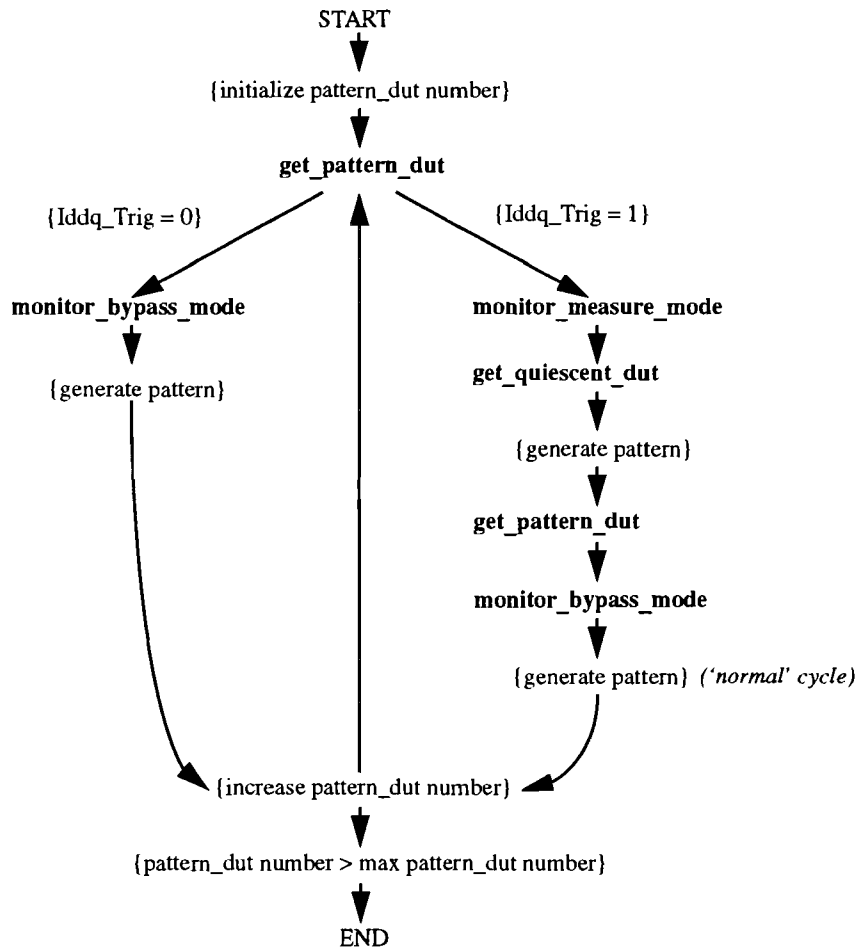 START
{initialize pattern_dut number}
get_pattern_dut
{Iddq_Trig = 0}
{Iddq_Trig = 1}
monitor_bypass_mode
monitor_measure_mode
get_quiescent_dut
{generate pattern}
{generate pattern}
get_pattern_dut
monitor_bypass_mode
{generate pattern} ('normal' cycle)
{increase pattern_dut number}
{pattern_dut number > max pattern_dut number}
END